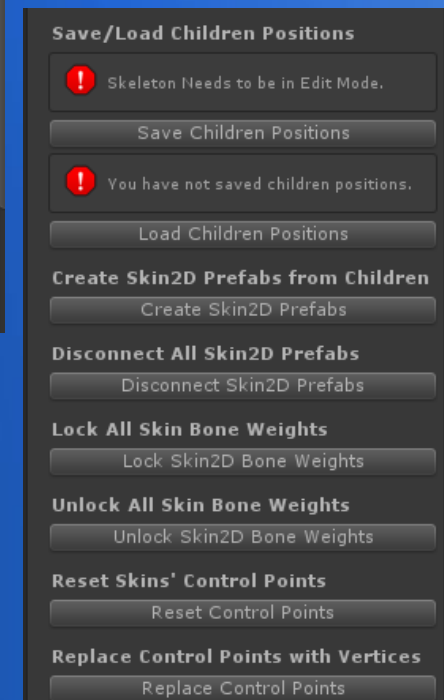 Save/Load Children Positions
Skeleton Needs to be in Edit Mode.
Save Children Positions
You have not saved children positions.
Load Children Positions
Create Skin2D Prefabs from Children
Create Skin2D Prefabs
Disconnect All Skin2D Prefabs
Disconnect Skin2D Prefabs
Lock All Skin Bone Weights
Lock Skin2D Bone Weights
Unlock All Skin Bone Weights
Unlock Skin2D Bone Weights
Reset Skins' Control Points
Reset Control Points
Replace Control Points with Vertices
Replace Control Points